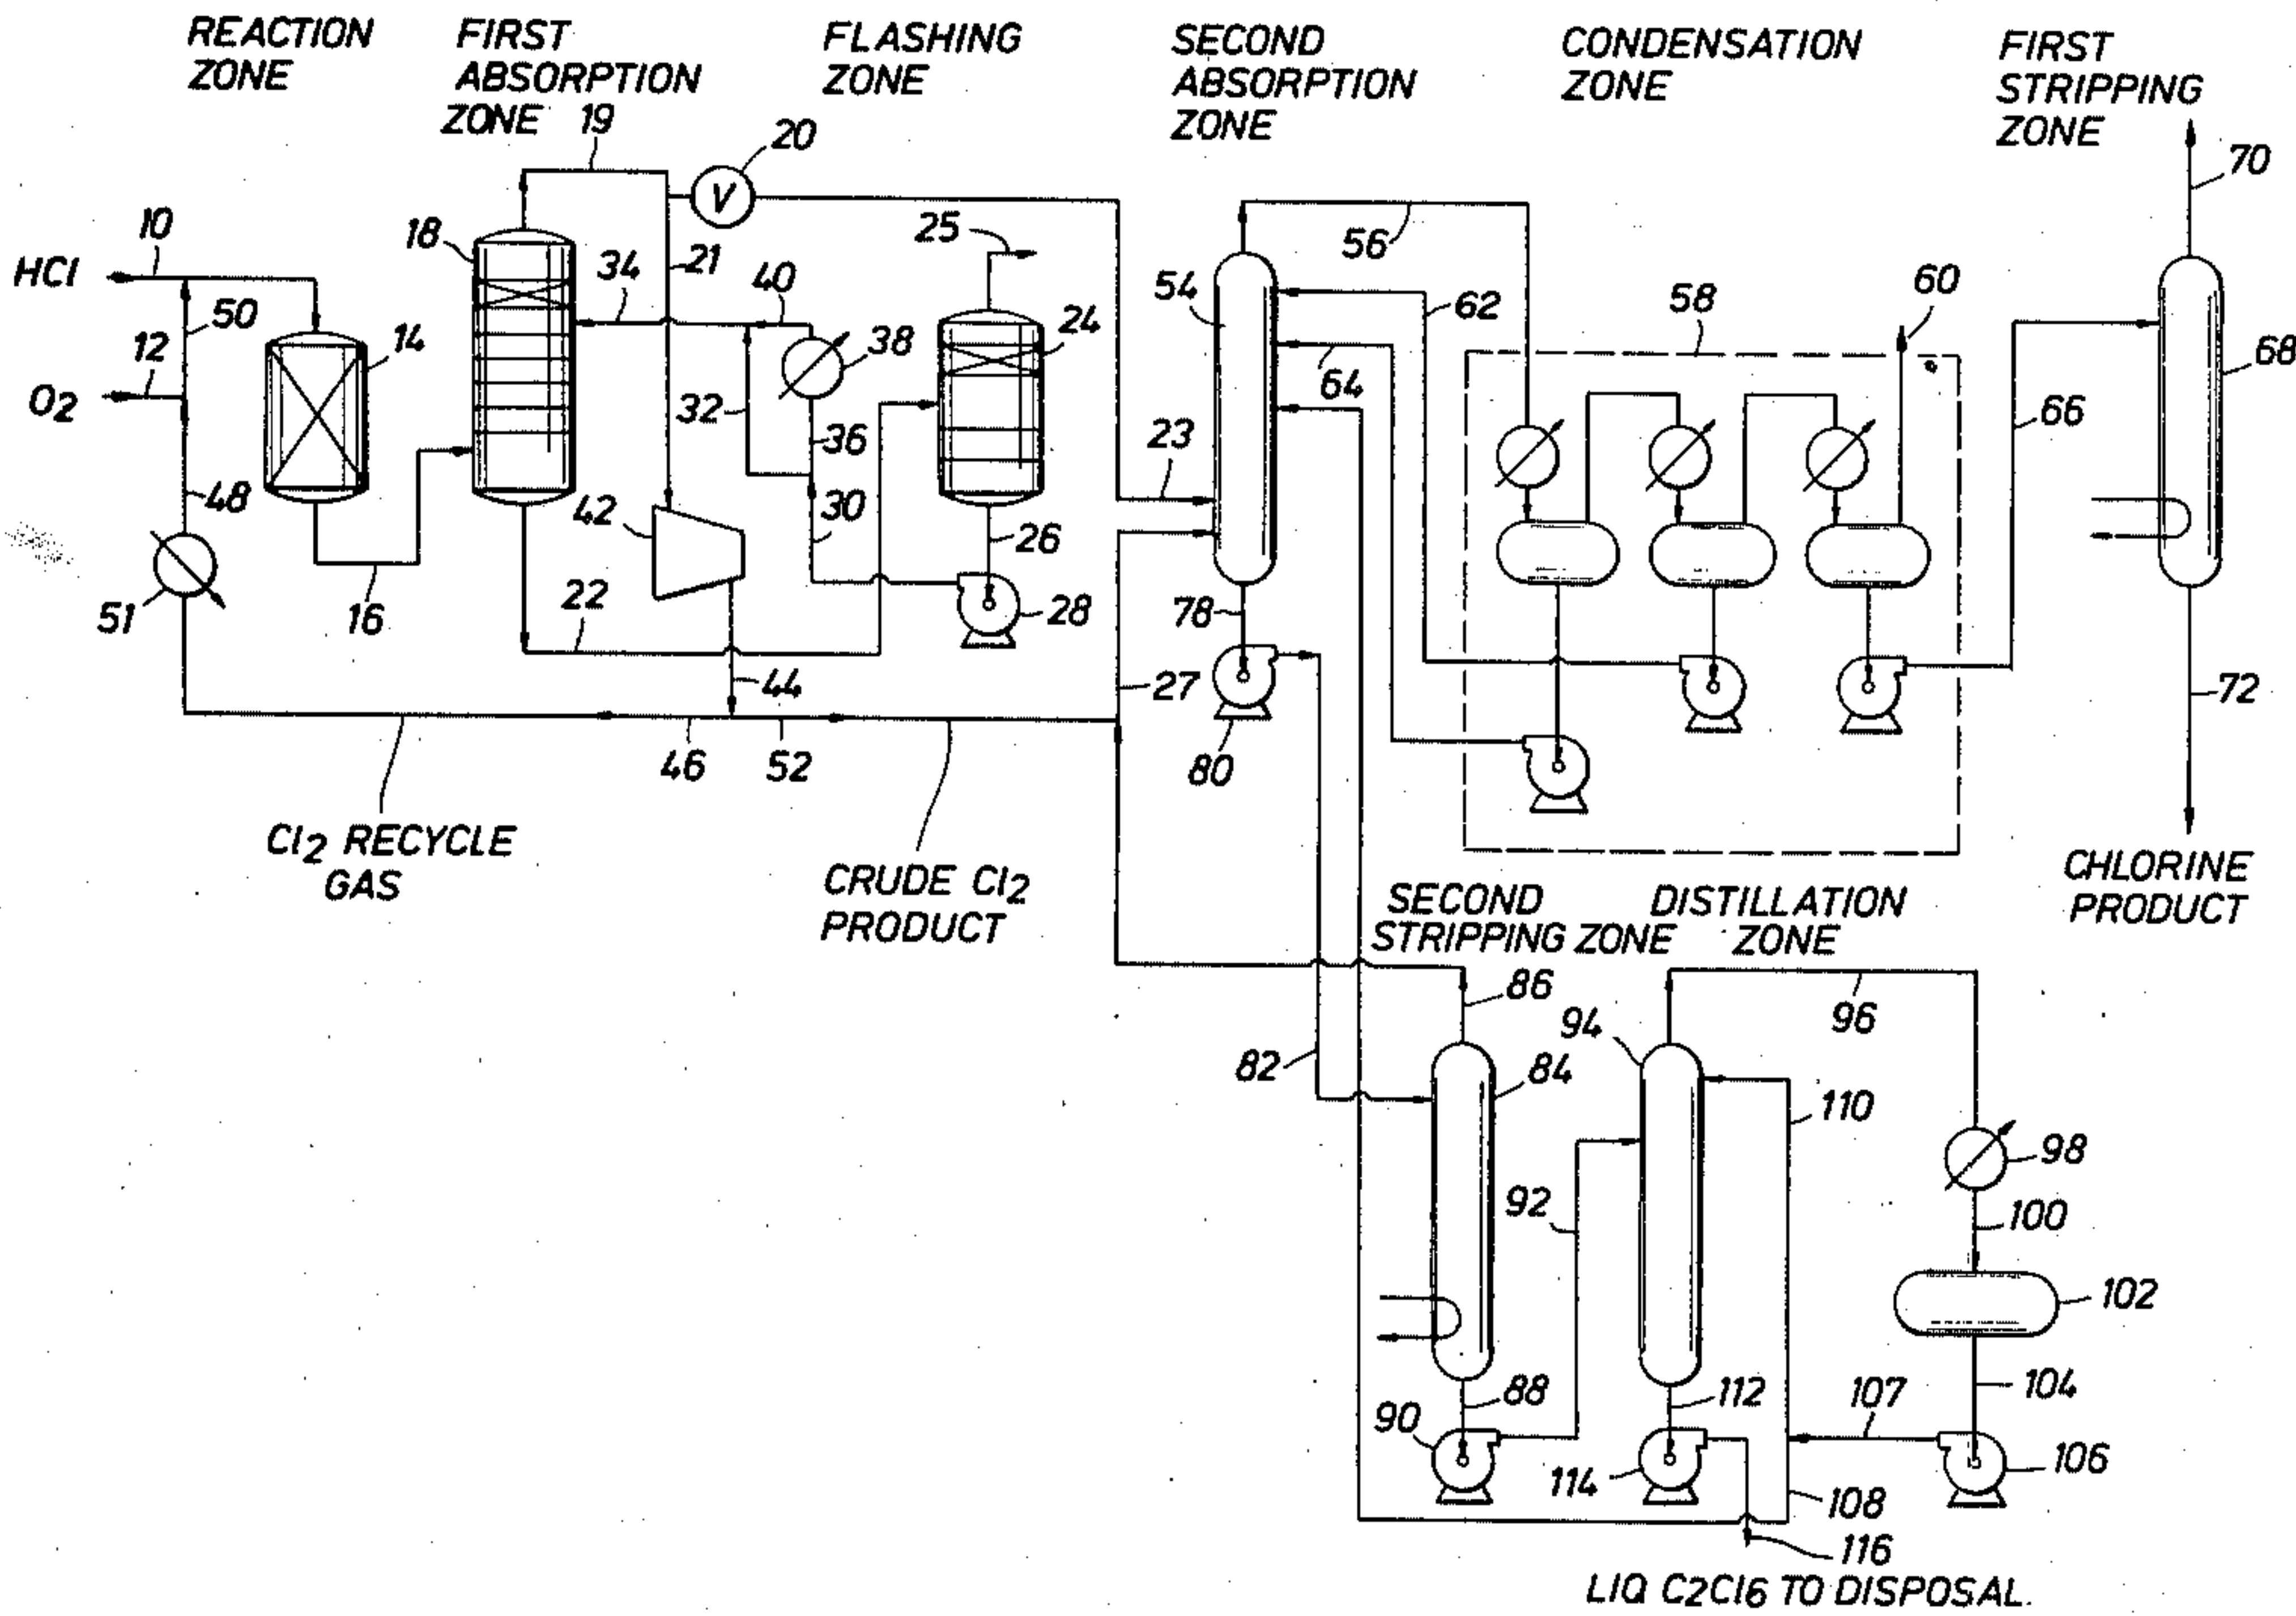 REACTION
ZONE
FIRST
ABSORPTION
ZONE
FLASHING
ZONE
SECOND
ABSORPTION
ZONE
CONDENSATION
ZONE
FIRST
STRIPPING
ZONE
19
20
V
70
10
18
25
56
HCl
34
21
40
54
58
60
50
62
12
14
24
38
64
68
O2
32
36
23
66
48
42
30
26
51
16
22
28
78
44
27
72
46
52
80
Cl2 RECYCLE
GAS
CRUDE Cl2
PRODUCT
CHLORINE
PRODUCT
SECOND
STRIPPING ZONE
DISTILLATION
ZONE
86
96
94
82
84
110
98
92
100
102
88
112
107
104
90
114
106
108
116
LIQ C2Cl6 TO DISPOSAL.